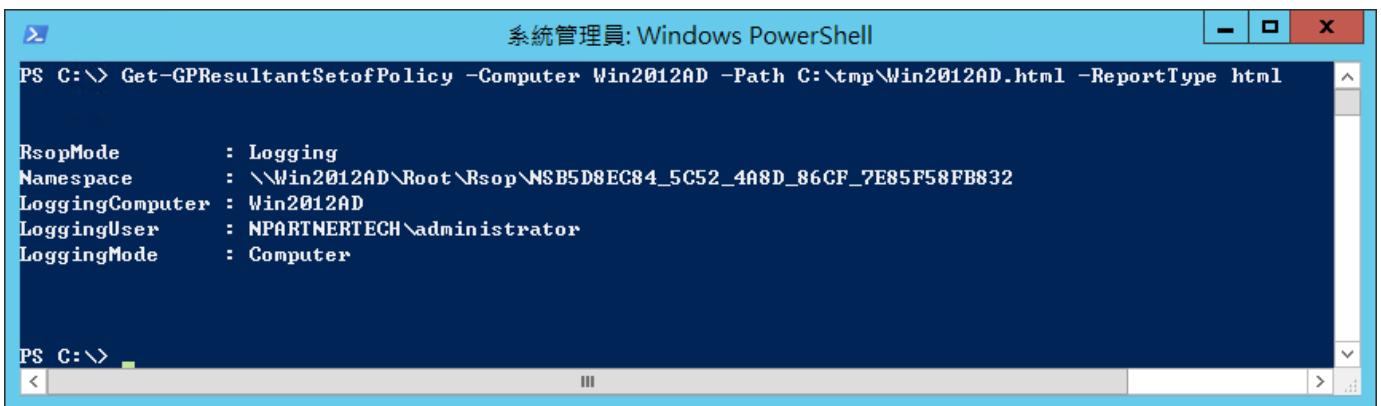 系統管理員: Windows PowerShell
PS C:\> Get-GPResultantSetofPolicy -Computer Win2012AD -Path C:\tmp\Win2012AD.html -ReportType html
RsopMode : Logging
Namespace : \\Win2012AD\Root\Rsop\NSB5D8EC84_5C52_4A8D_86CF_7E85F58FB832
LoggingComputer : Win2012AD
LoggingUser : NPARTNERTECH\administrator
LoggingMode : Computer
PS C:\>